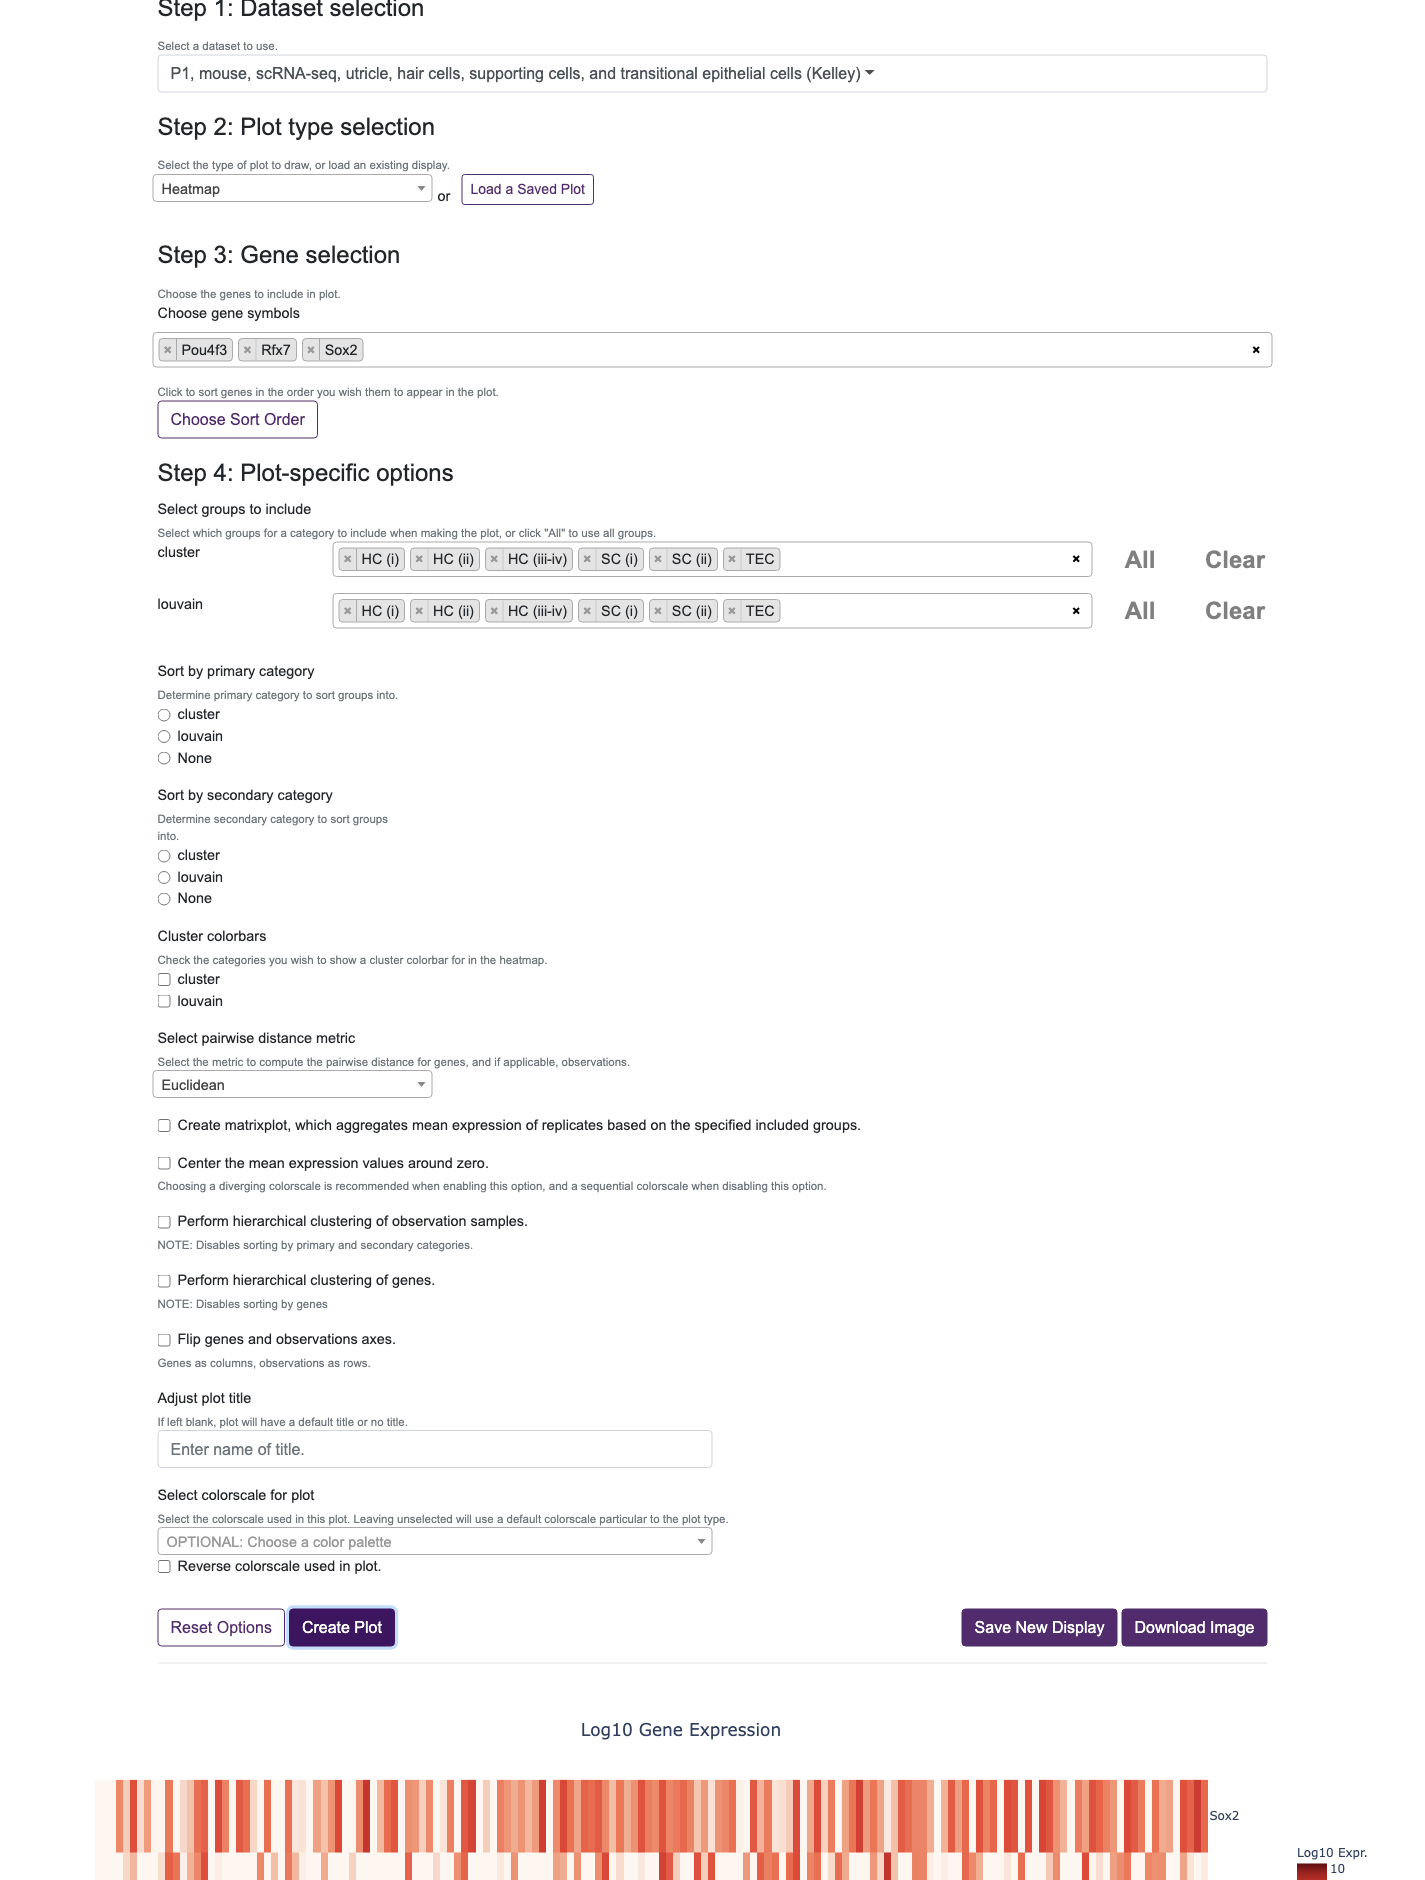 Step 1: Dataset selection
Select a dataset to use.
P1, mouse, scRNA-seq, utricle, hair cells, supporting cells, and transitional epithelial cells (Kelley)
Step 2: Plot type selection
Select the type of plot to draw, or load an existing display.
Heatmap or Load a Saved Plot
Step 3: Gene selection
Choose the genes to include in plot.
Choose gene symbols
× Pou4f3 × Rfx7 × Sox2 ×
Click to sort genes in the order you wish them to appear in the plot.
Choose Sort Order
Step 4: Plot-specific options
Select groups to include
Select which groups for a category to include when making the plot, or click "All" to use all groups.
cluster × HC (i) × HC (ii) × HC (iii-iv) × SC (i) × SC (ii) × TEC × All Clear
louvain × HC (i) × HC (ii) × HC (iii-iv) × SC (i) × SC (ii) × TEC × All Clear
Sort by primary category
Determine primary category to sort groups into.
cluster
louvain
None
Sort by secondary category
Determine secondary category to sort groups
into.
cluster
louvain
None
Cluster colorbars
Check the categories you wish to show a cluster colorbar for in the heatmap.
cluster
louvain
Select pairwise distance metric
Select the metric to compute the pairwise distance for genes, and if applicable, observations.
Euclidean
Create matrixplot, which aggregates mean expression of replicates based on the specified included groups.
Center the mean expression values around zero.
Choosing a diverging colorscale is recommended when enabling this option, and a sequential colorscale when disabling this option.
Perform hierarchical clustering of observation samples.
NOTE: Disables sorting by primary and secondary categories.
Perform hierarchical clustering of genes.
NOTE: Disables sorting by genes
Flip genes and observations axes.
Genes as columns, observations as rows.
Adjust plot title
If left blank, plot will have a default title or no title.
Enter name of title.
Select colorscale for plot
Select the colorscale used in this plot. Leaving unselected will use a default colorscale particular to the plot type.
OPTIONAL: Choose a color palette
Reverse colorscale used in plot.
Reset Options Create Plot Save New Display Download Image
Log10 Gene Expression
Sox2
Log10 Expr.
10